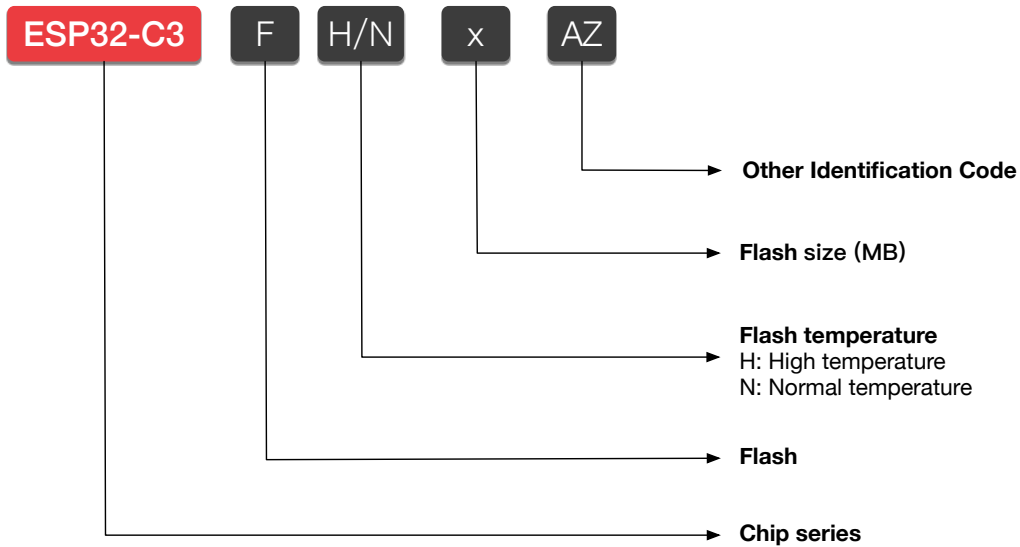 ESP32-C3 F H/N x AZ
Other Identification Code
Flash size (MB)
Flash temperature
H: High temperature
N: Normal temperature
Flash
Chip series